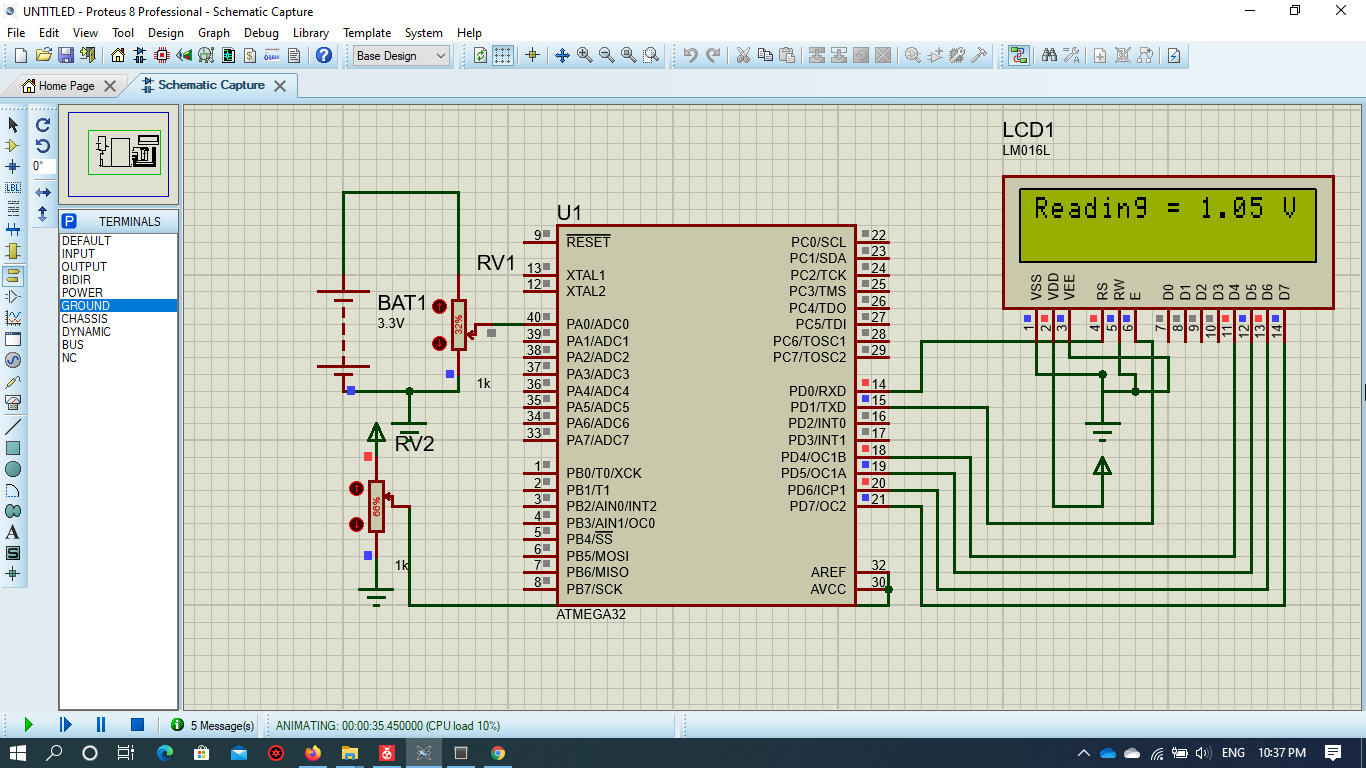 UNTITLED - Proteus 8 Professional - Schematic Capture
File Edit View Tool Design Graph Debug Library Template System Help
Base Design
Home Page
Schematic Capture
0°
LBL
A
S
P TERMINALS
DEFAULT
INPUT
OUTPUT
BIDIR
POWER
GROUND
CHASSIS
DYNAMIC
BUS
NC
BAT1
3.3V
RV1
32%
1k
RV2
66%
1k
U1
9 RESET
13 XTAL1
12 XTAL2
40 PA0/ADC0
39 PA1/ADC1
38 PA2/ADC2
37 PA3/ADC3
36 PA4/ADC4
35 PA5/ADC5
34 PA6/ADC6
33 PA7/ADC7
1 PB0/T0/XCK
2 PB1/T1
3 PB2/AIN0/INT2
4 PB3/AIN1/OC0
5 PB4/SS
6 PB5/MOSI
7 PB6/MISO
8 PB7/SCK
PC0/SCL 22
PC1/SDA 23
PC2/TCK 24
PC3/TMS 25
PC4/TDO 26
PC5/TDI 27
PC6/TOSC1 28
PC7/TOSC2 29
PD0/RXD 14
PD1/TXD 15
PD2/INT0 16
PD3/INT1 17
PD4/OC1B 18
PD5/OC1A 19
PD6/ICP1 20
PD7/OC2 21
AREF 32
AVCC 30
ATMEGA32
LCD1
LM016L
Reading = 1.05 V
VSS VDD VEE RS RW E D0 D1 D2 D3 D4 D5 D6 D7
1 2 3 4 5 6 7 8 9 10 11 12 13 14
5 Message(s) ANIMATING: 00:00:35.450000 (CPU load 10%)
ENG 10:37 PM